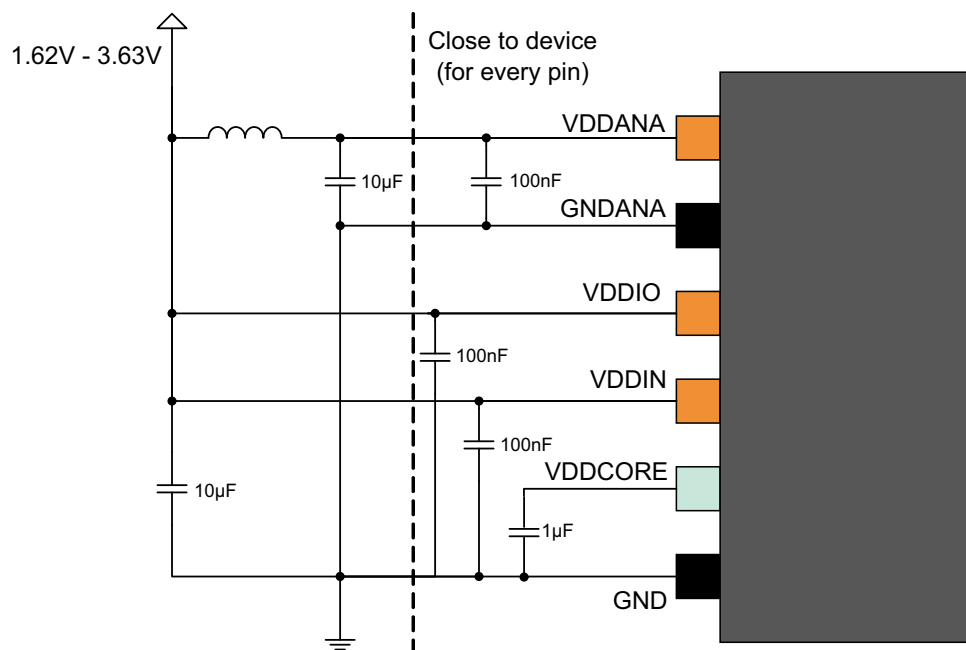 1.62V - 3.63V
Close to device
(for every pin)
VDDANA
10µF
100nF
GNDANA
VDDIO
100nF
VDDIN
100nF
VDDCORE
10µF
1µF
GND